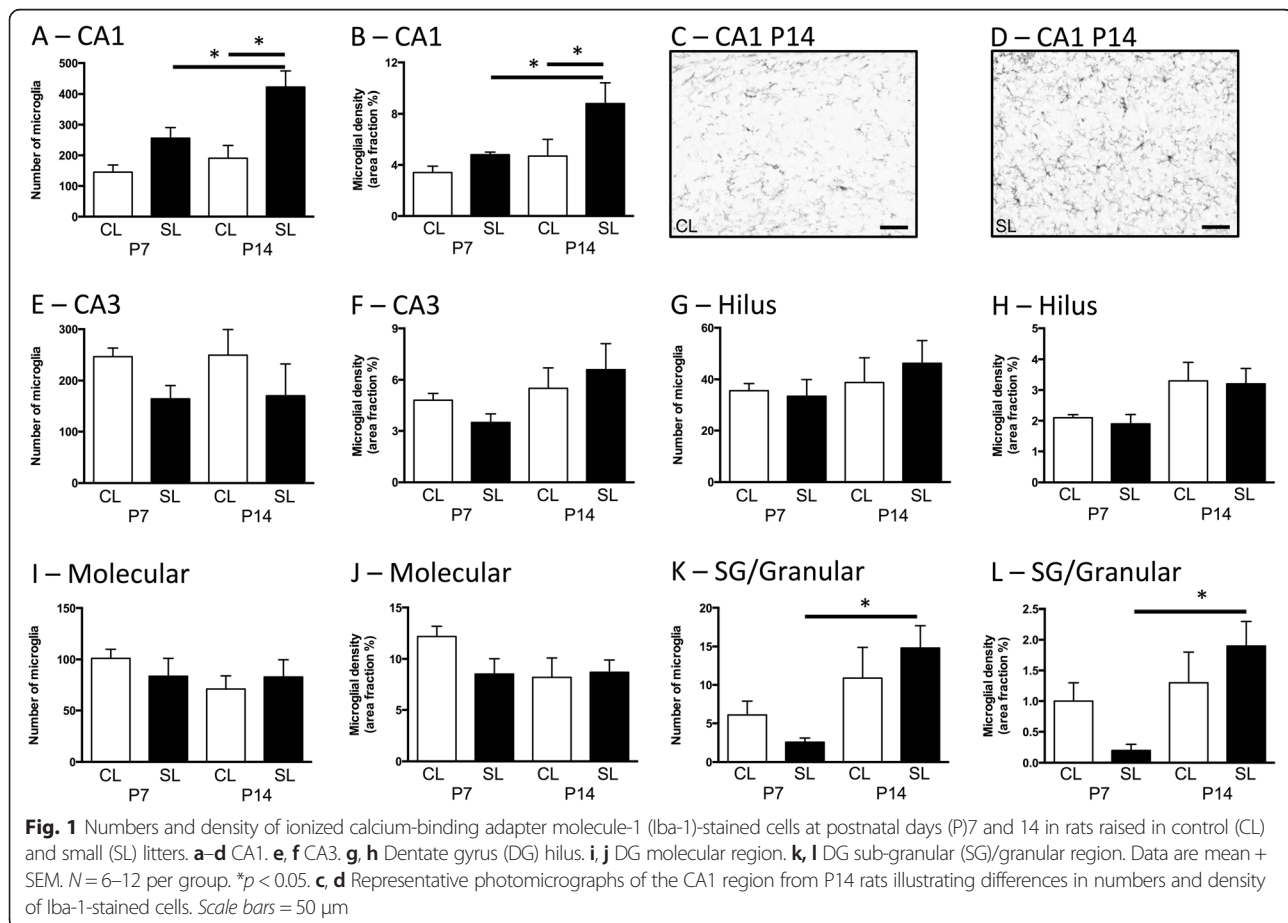 A – CA1
B – CA1
C – CA1 P14
D – CA1 P14
*
*
Number of microglia
500
400
300
200
100
0
CL SL CL SL
P7 P14
*
*
Microglial density
(area fraction %)
12
8
4
0
CL SL CL SL
P7 P14
CL
SL
E – CA3
F – CA3
G – Hilus
H – Hilus
Number of microglia
300
200
100
0
CL SL CL SL
P7 P14
Microglial density
(area fraction %)
9
6
3
0
CL SL CL SL
P7 P14
Number of microglia
60
40
20
0
CL SL CL SL
P7 P14
Microglial density
(area fraction %)
5
4
3
2
1
0
CL SL CL SL
P7 P14
I – Molecular
J – Molecular
K – SG/Granular
L – SG/Granular
Number of microglia
150
100
50
0
CL SL CL SL
P7 P14
Microglial density
(area fraction %)
15
10
5
0
CL SL CL SL
P7 P14
*
Number of microglia
20
15
10
5
0
CL SL CL SL
P7 P14
*
Microglial density
(area fraction %)
2.5
2.0
1.5
1.0
0.5
0.0
CL SL CL SL
P7 P14
Fig. 1 Numbers and density of ionized calcium-binding adapter molecule-1 (Iba-1)-stained cells at postnatal days (P)7 and 14 in rats raised in control (CL)
and small (SL) litters. a–d CA1. e, f CA3. g, h Dentate gyrus (DG) hilus. i, j DG molecular region. k, l DG sub-granular (SG)/granular region. Data are mean +
SEM. N = 6–12 per group. *p < 0.05. c, d Representative photomicrographs of the CA1 region from P14 rats illustrating differences in numbers and density
of Iba-1-stained cells. Scale bars = 50 μm